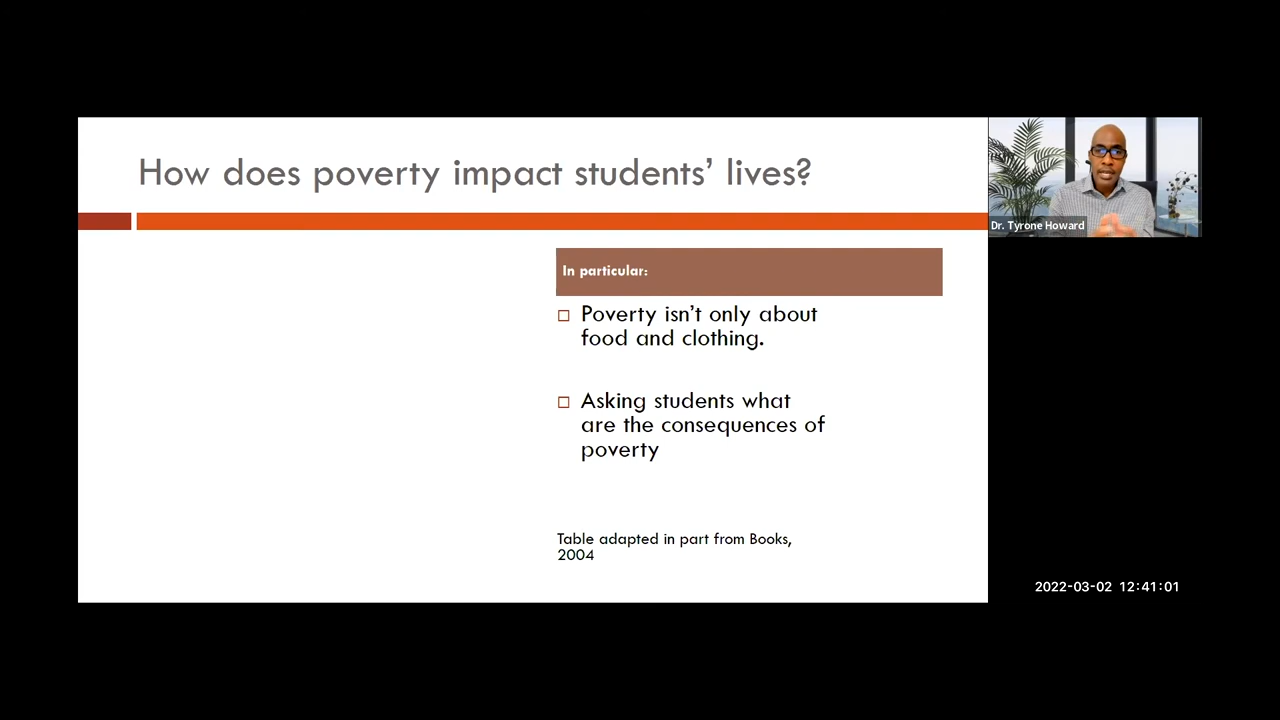 How does poverty impact students’ lives?
Dr. Tyrone Howard
In particular:
□ Poverty isn’t only about
food and clothing.
□ Asking students what
are the consequences of
poverty
Table adapted in part from Books,
2004
2022-03-02 12:41:01